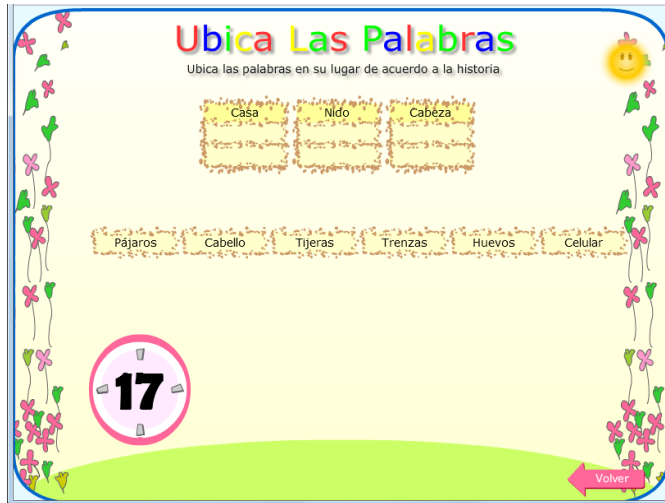 Ubica Las Palabras
Ubica las palabras en su lugar de acuerdo a la historia
Casa Nido Cabeza
Pájaros Cabello Tijeras Trenzas Huevos Celular
17
Volver